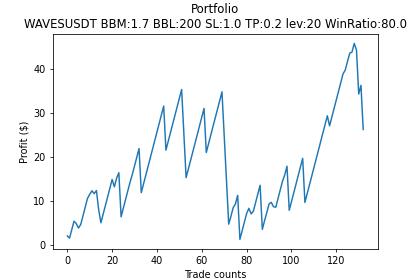 Portfolio
WAVESUSDT BBM:1.7 BBL:200 SL:1.0 TP:0.2 lev:20 WinRatio:80.0
40
30
20
10
0
Profit ($)
0 20 40 60 80 100 120
Trade counts